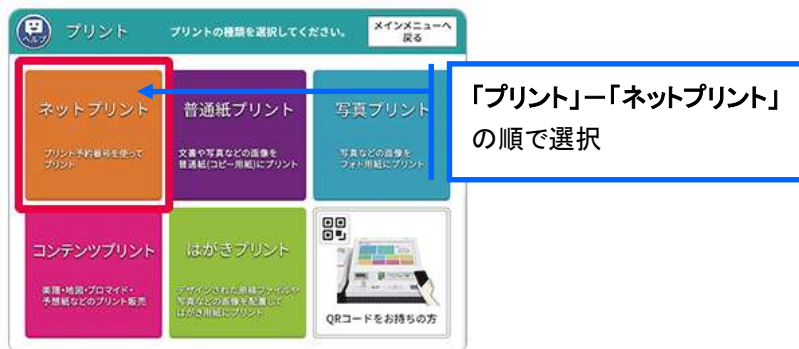 ヘルプ
プリント
プリントの種類を選択してください。
メインメニューへ
戻る
ネットプリント
プリント予約番号を使って
プリント
普通紙プリント
文書や写真などの画像を
普通紙(コピー用紙)にプリント
写真プリント
写真などの画像を
フォト用紙にプリント
「プリント」－「ネットプリント」
の順で選択
コンテンツプリント
楽譜・地図・ブロマイド・
予想紙などのプリント販売
はがきプリント
デザインされた原稿ファイルや
写真などの画像を配置して
はがき用紙にプリント
QRコードをお持ちの方